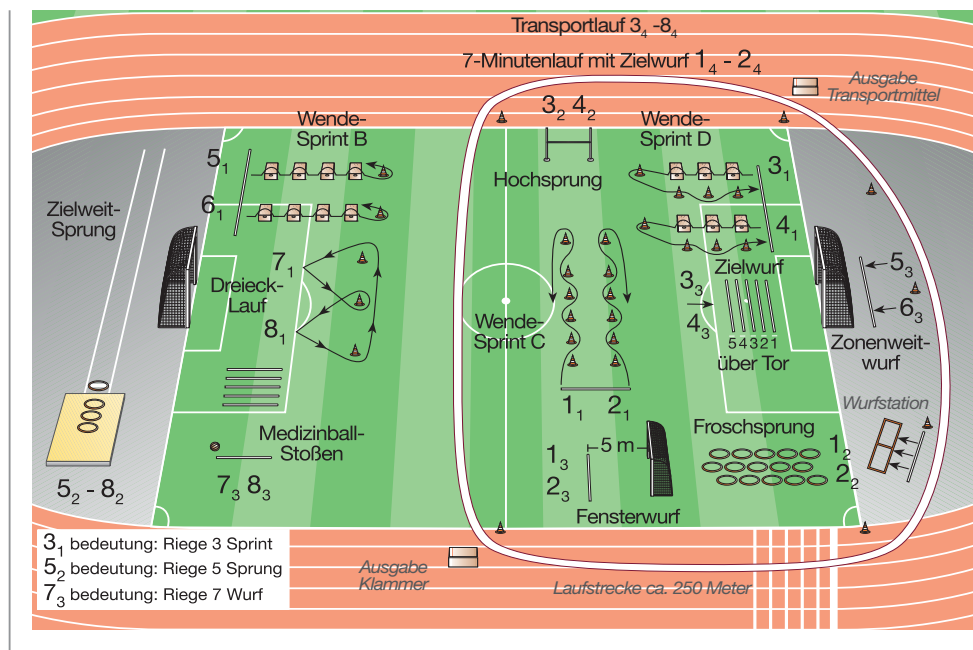 Transportlauf 3₄ -8₄
7-Minutenlauf mit Zielwurf 1₄ - 2₄
Ausgabe
Transportmittel
Wende-
Sprint B
3₂ 4₂
Wende-
Sprint D
5₁
3₁
Hochsprung
Zielweit-
Sprung
6₁
4₁
7₁
Dreieck-
Lauf
8₁
Zielwurf
3₃
4₃
5₃
6₃
Wende-
Sprint C
5 4 3 2 1
über Tor
Zonenweit-
wurf
1₁ 2₁
Wurfstation
Medizinball-
Stoßen
Froschsprung
1₃
2₃
5 m
1₂
2₂
5₂ - 8₂
7₃ 8₃
Fensterwurf
3₁ bedeutung: Riege 3 Sprint
5₂ bedeutung: Riege 5 Sprung
7₃ bedeutung: Riege 7 Wurf
Ausgabe
Klammer
Laufstrecke ca. 250 Meter